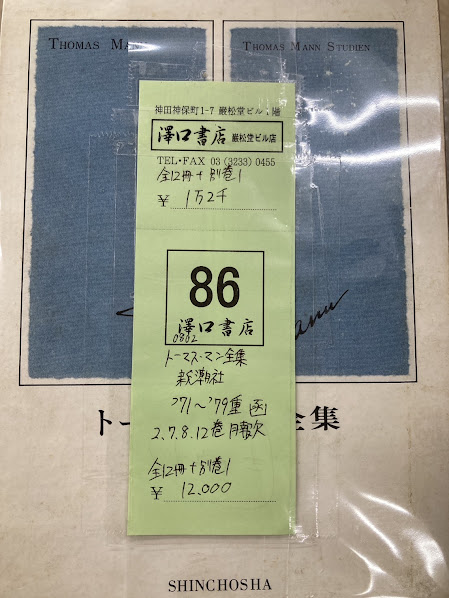 THOMAS M
THOMAS MANN STUDIEN
神田神保町1-7 巌松堂ビル1階
澤口書店 巌松堂ビル店
TEL・FAX 03(3233)0455
全12冊+別巻1
¥ 1万2千
86
澤口書店
0862
トーマス・マン全集
新潮社
'71〜'79重 函
2.7.8.12巻月報欠
全12冊+別巻1
¥ 12,000
ト 全集
SHINCHOSHA